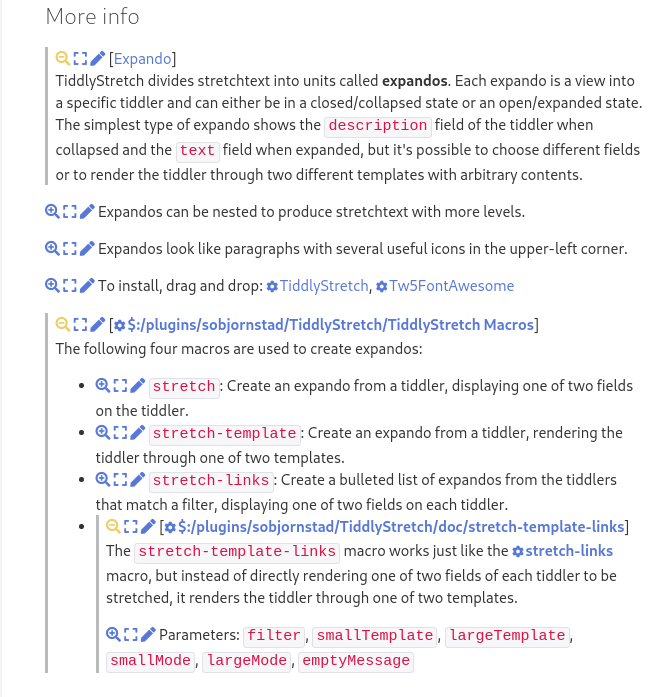 More info
[Expando]
TiddlyStretch divides stretchtext into units called expandos. Each expando is a view into
a specific tiddler and can either be in a closed/collapsed state or an open/expanded state.
The simplest type of expando shows the description field of the tiddler when
collapsed and the text field when expanded, but it's possible to choose different fields
or to render the tiddler through two different templates with arbitrary contents.
Expandos can be nested to produce stretchtext with more levels.
Expandos look like paragraphs with several useful icons in the upper-left corner.
To install, drag and drop: TiddlyStretch, Tw5FontAwesome
[$:/plugins/sobjornstad/TiddlyStretch/TiddlyStretch Macros]
The following four macros are used to create expandos:
• stretch: Create an expando from a tiddler, displaying one of two fields
on the tiddler.
• stretch-template: Create an expando from a tiddler, rendering the
tiddler through one of two templates.
• stretch-links: Create a bulleted list of expandos from the tiddlers
that match a filter, displaying one of two fields on each tiddler.
• [$:/plugins/sobjornstad/TiddlyStretch/doc/stretch-template-links]
The stretch-template-links macro works just like the stretch-links
macro, but instead of directly rendering one of two fields of each tiddler to be
stretched, it renders the tiddler through one of two templates.
Parameters: filter, smallTemplate, largeTemplate,
smallMode, largeMode, emptyMessage